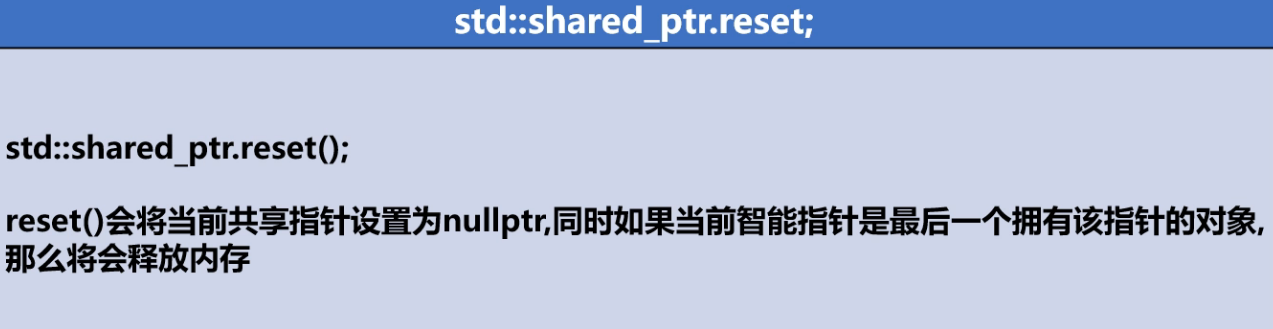 std::shared_ptr.reset;
std::shared_ptr.reset();
reset()会将当前共享指针设置为nullptr,同时如果当前智能指针是最后一个拥有该指针的对象,
那么将会释放内存